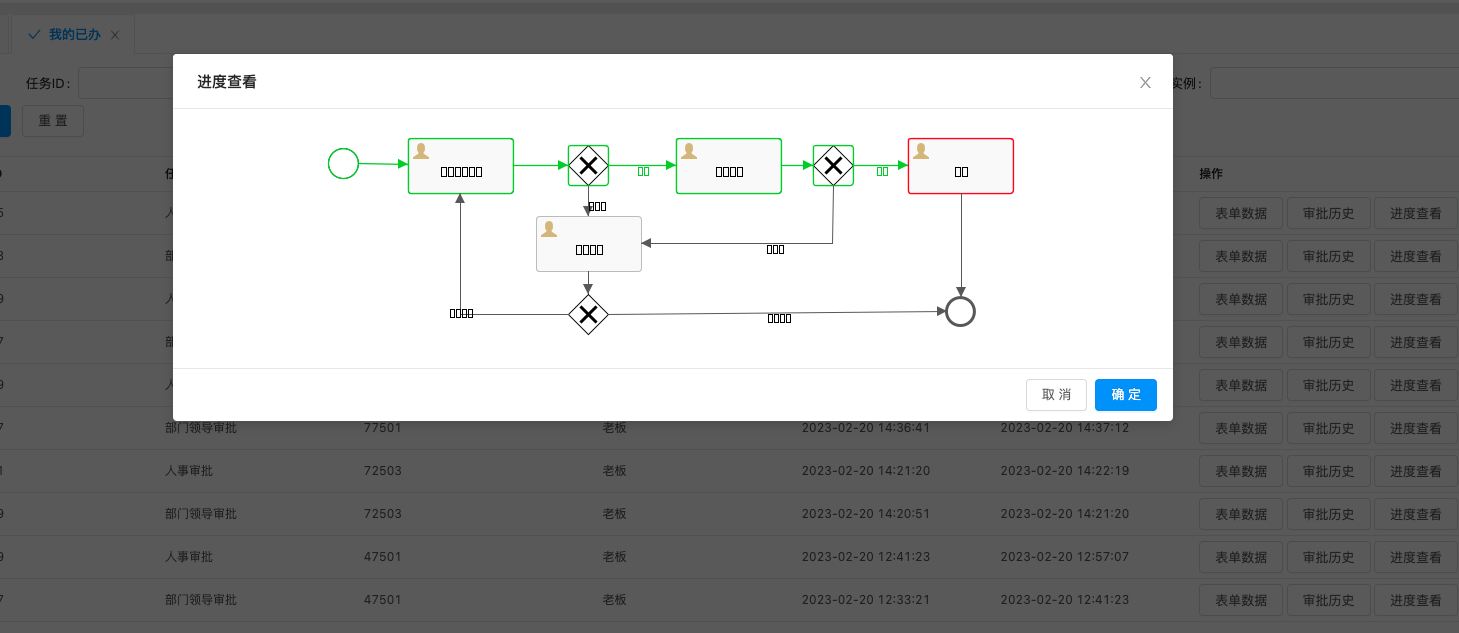 我的已办
任务ID :
实例 :
重 置
进度查看
操作
表单数据 审批历史 进度查看
表单数据 审批历史 进度查看
表单数据 审批历史 进度查看
表单数据 审批历史 进度查看
表单数据 审批历史 进度查看
取 消 确 定
部门领导审批 77501 老板 2023-02-20 14:36:41 2023-02-20 14:37:12 表单数据 审批历史 进度查看
人事审批 72503 老板 2023-02-20 14:21:20 2023-02-20 14:22:19 表单数据 审批历史 进度查看
部门领导审批 72503 老板 2023-02-20 14:20:51 2023-02-20 14:21:20 表单数据 审批历史 进度查看
人事审批 47501 老板 2023-02-20 12:41:23 2023-02-20 12:57:07 表单数据 审批历史 进度查看
部门领导审批 47501 老板 2023-02-20 12:33:21 2023-02-20 12:41:23 表单数据 审批历史 进度查看